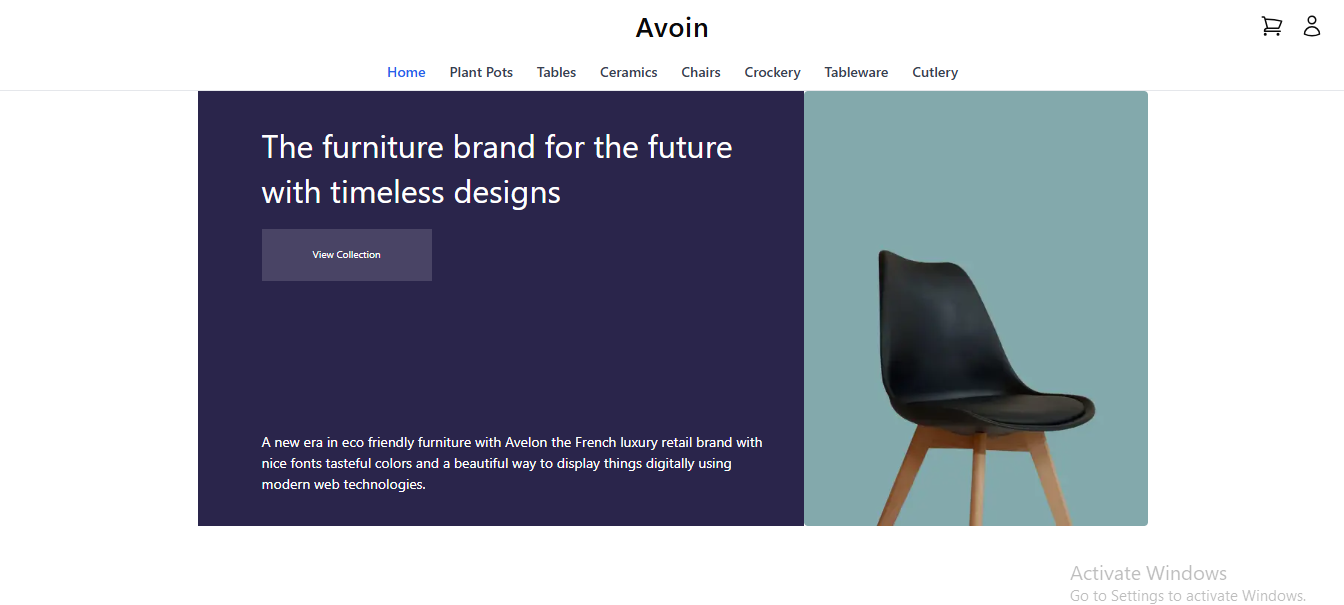 Avoin
Home Plant Pots Tables Ceramics Chairs Crockery Tableware Cutlery
The furniture brand for the future
with timeless designs
View Collection
A new era in eco friendly furniture with Avelon the French luxury retail brand with
nice fonts tasteful colors and a beautiful way to display things digitally using
modern web technologies.
Activate Windows
Go to Settings to activate Windows.